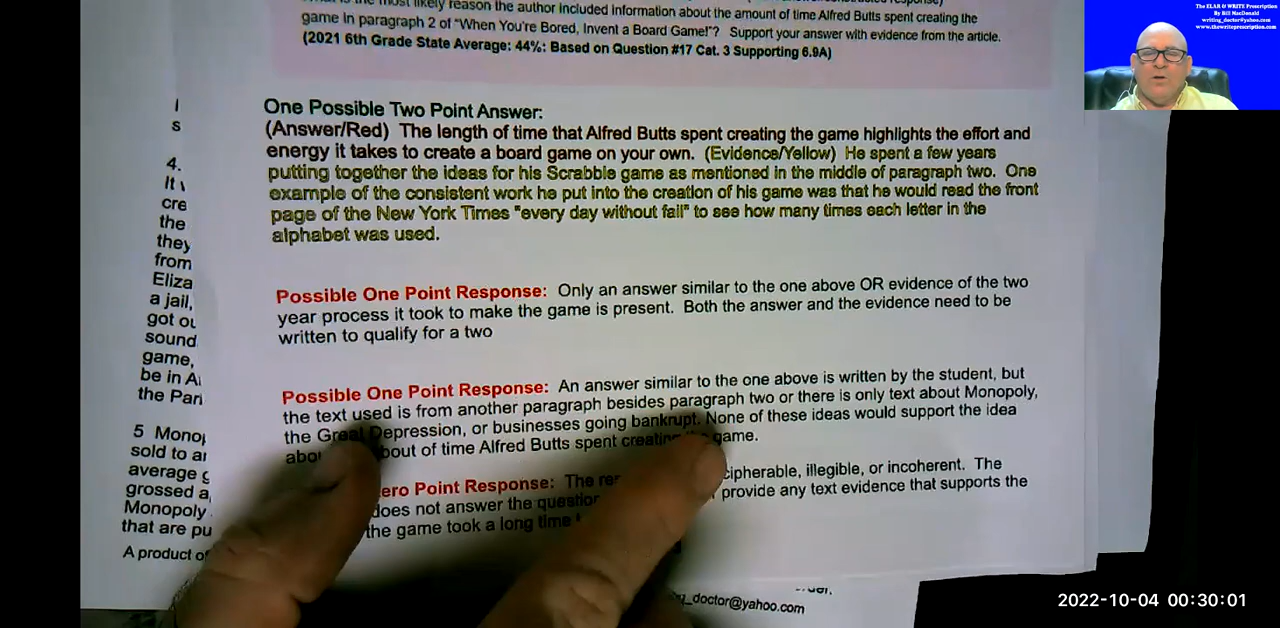 most likely reason the author included information about the amount of time Alfred Butts spent creating the
game in paragraph 2 of "When You're Bored, Invent a Board Game!"? Support your answer with evidence from the article.
(2021 6th Grade State Average: 44%: Based on Question #17 Cat. 3 Supporting 6.9A)
One Possible Two Point Answer:
(Answer/Red) The length of time that Alfred Butts spent creating the game highlights the effort and
energy it takes to create a board game on your own. (Evidence/Yellow) He spent a few years
putting together the ideas for his Scrabble game as mentioned in the middle of paragraph two. One
example of the consistent work he put into the creation of his game was that he would read the front
page of the New York Times "every day without fail" to see how many times each letter in the
alphabet was used.
Possible One Point Response: Only an answer similar to the one above OR evidence of the two
year process it took to make the game is present. Both the answer and the evidence need to be
written to qualify for a two
Possible One Point Response: An answer similar to the one above is written by the student, but
the text used is from another paragraph besides paragraph two or there is only text about Monopoly,
the Great Depression, or businesses going bankrupt. None of these ideas would support the idea
bout of time Alfred Butts spent creating game.
ero Point Response: The cipherable, illegible, or incoherent. The
does not answer the question provide any text evidence that supports the
the game took a long time
s
4.
It
cre
the
they
from
Eliza
a jail,
got ou
sound
game,
be in A
the Par
5 Monop
sold to ar
average g
grossed a
Monopoly
that are pu
A product of
_doctor@yahoo.com
The ELAR & WRITE Prescription
By Bill MacDonald
writing_doctor@yahoo.com
www.thewriteprescription.com
2022-10-04 00:30:01